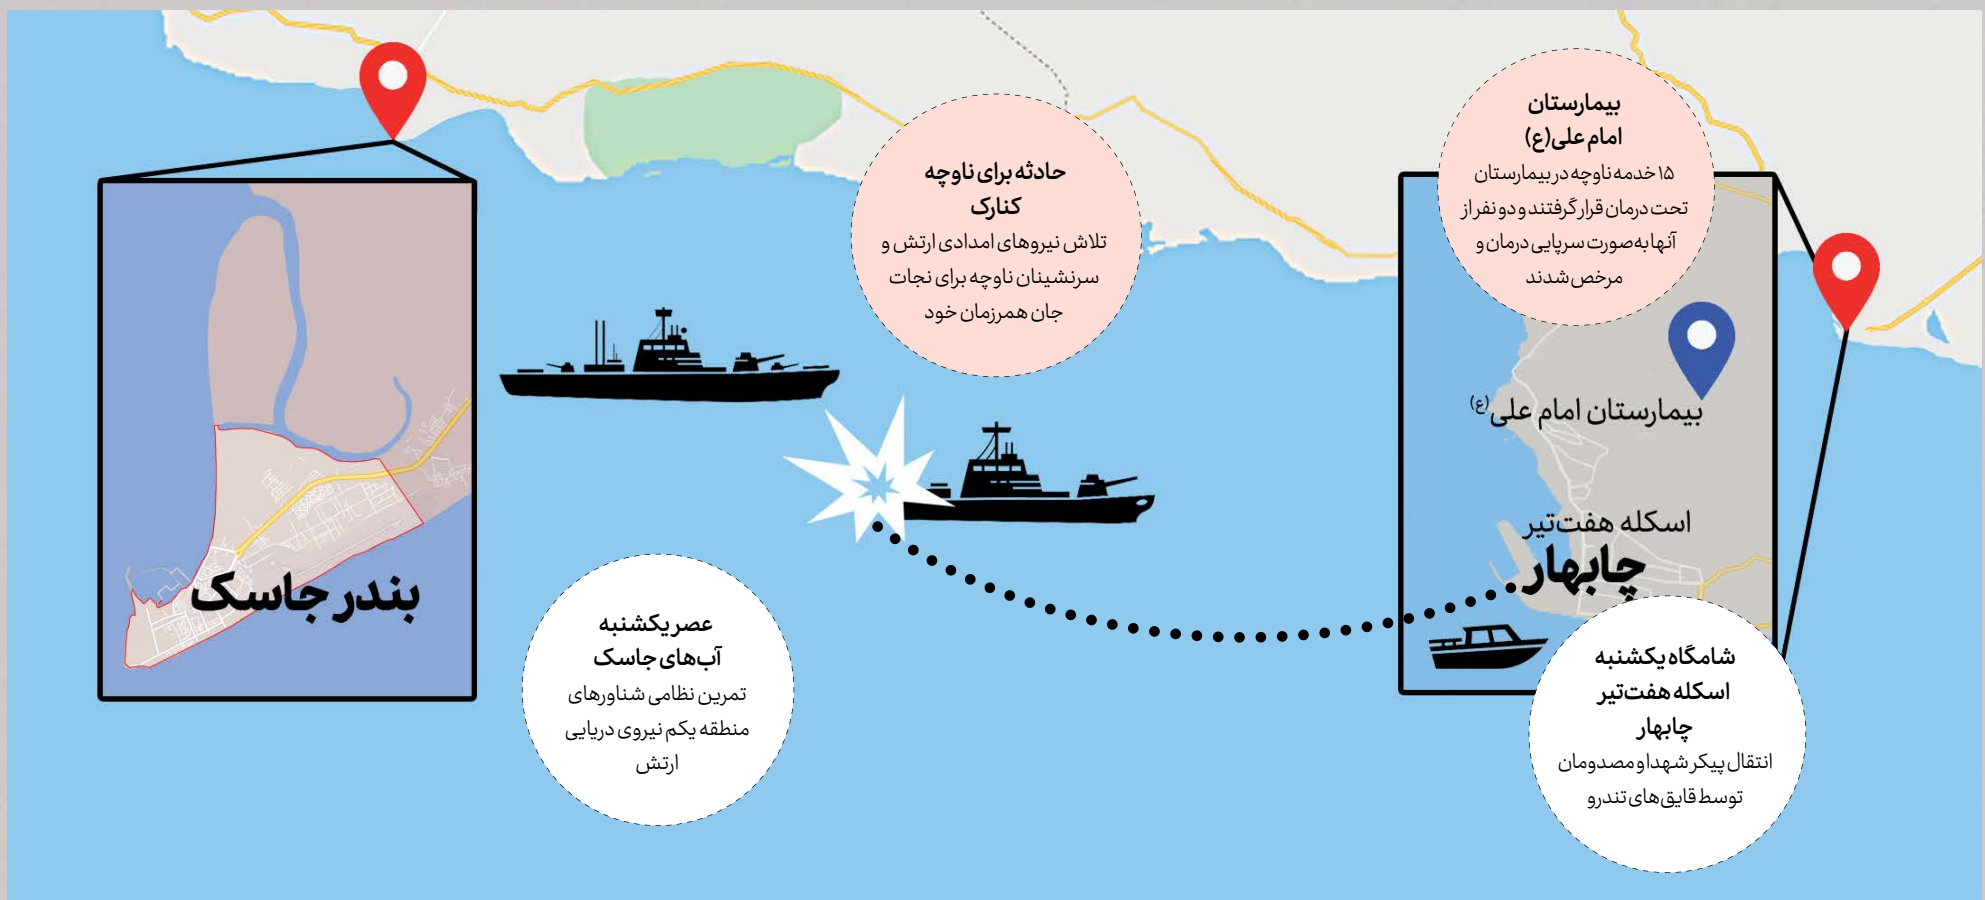 بیمارستان
امام علی(ع)
۱۵ خدمه ناوچه در بیمارستان
تحت درمان قرار گرفتند و دو نفر از
آنها به‌صورت سرپایی درمان و
مرخص شدند
حادثه برای ناوچه
کنارک
تلاش نیروهای امدادی ارتش و
سرنشینان ناوچه برای نجات
جان همرزمان خود
بیمارستان امام علی(ع)
اسکله هفت‌تیر
چابهار
بندر جاسک
عصر یکشنبه
آب‌های جاسک
تمرین نظامی شناورهای
منطقه یکم نیروی دریایی
ارتش
شامگاه یکشنبه
اسکله هفت‌تیر
چابهار
انتقال پیکر شهدا و مصدومان
توسط قایق‌های تندرو